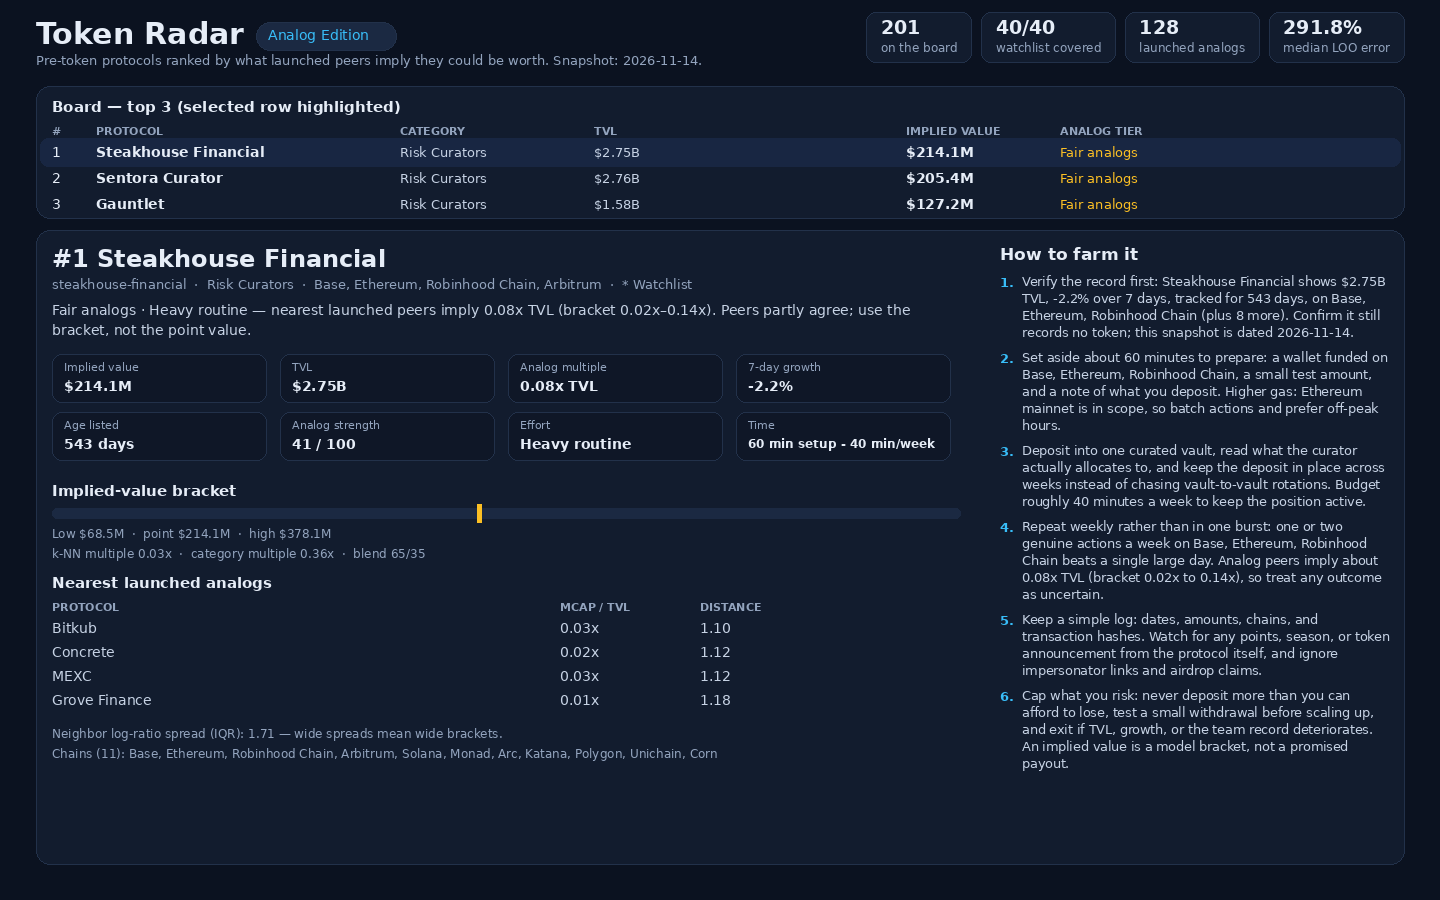 Token Radar
Analog Edition
Pre-token protocols ranked by what launched peers imply they could be worth. Snapshot: 2026-11-14.
201
on the board
40/40
watchlist covered
128
launched analogs
291.8%
median LOO error
Board — top 3 (selected row highlighted)
# PROTOCOL CATEGORY TVL IMPLIED VALUE ANALOG TIER
1 Steakhouse Financial Risk Curators $2.75B $214.1M Fair analogs
2 Sentora Curator Risk Curators $2.76B $205.4M Fair analogs
3 Gauntlet Risk Curators $1.58B $127.2M Fair analogs
#1 Steakhouse Financial
steakhouse-financial · Risk Curators · Base, Ethereum, Robinhood Chain, Arbitrum · * Watchlist
Fair analogs · Heavy routine — nearest launched peers imply 0.08x TVL (bracket 0.02x–0.14x). Peers partly agree; use the
bracket, not the point value.
Implied value
$214.1M
TVL
$2.75B
Analog multiple
0.08x TVL
7-day growth
-2.2%
Age listed
543 days
Analog strength
41 / 100
Effort
Heavy routine
Time
60 min setup - 40 min/week
Implied-value bracket
Low $68.5M · point $214.1M · high $378.1M
k-NN multiple 0.03x · category multiple 0.36x · blend 65/35
Nearest launched analogs
PROTOCOL MCAP / TVL DISTANCE
Bitkub 0.03x 1.10
Concrete 0.02x 1.12
MEXC 0.03x 1.12
Grove Finance 0.01x 1.18
Neighbor log-ratio spread (IQR): 1.71 — wide spreads mean wide brackets.
Chains (11): Base, Ethereum, Robinhood Chain, Arbitrum, Solana, Monad, Arc, Katana, Polygon, Unichain, Corn
How to farm it
1. Verify the record first: Steakhouse Financial shows $2.75B
TVL, -2.2% over 7 days, tracked for 543 days, on Base,
Ethereum, Robinhood Chain (plus 8 more). Confirm it still
records no token; this snapshot is dated 2026-11-14.
2. Set aside about 60 minutes to prepare: a wallet funded on
Base, Ethereum, Robinhood Chain, a small test amount,
and a note of what you deposit. Higher gas: Ethereum
mainnet is in scope, so batch actions and prefer off-peak
hours.
3. Deposit into one curated vault, read what the curator
actually allocates to, and keep the deposit in place across
weeks instead of chasing vault-to-vault rotations. Budget
roughly 40 minutes a week to keep the position active.
4. Repeat weekly rather than in one burst: one or two
genuine actions a week on Base, Ethereum, Robinhood
Chain beats a single large day. Analog peers imply about
0.08x TVL (bracket 0.02x to 0.14x), so treat any outcome
as uncertain.
5. Keep a simple log: dates, amounts, chains, and
transaction hashes. Watch for any points, season, or token
announcement from the protocol itself, and ignore
impersonator links and airdrop claims.
6. Cap what you risk: never deposit more than you can
afford to lose, test a small withdrawal before scaling up,
and exit if TVL, growth, or the team record deteriorates.
An implied value is a model bracket, not a promised
payout.